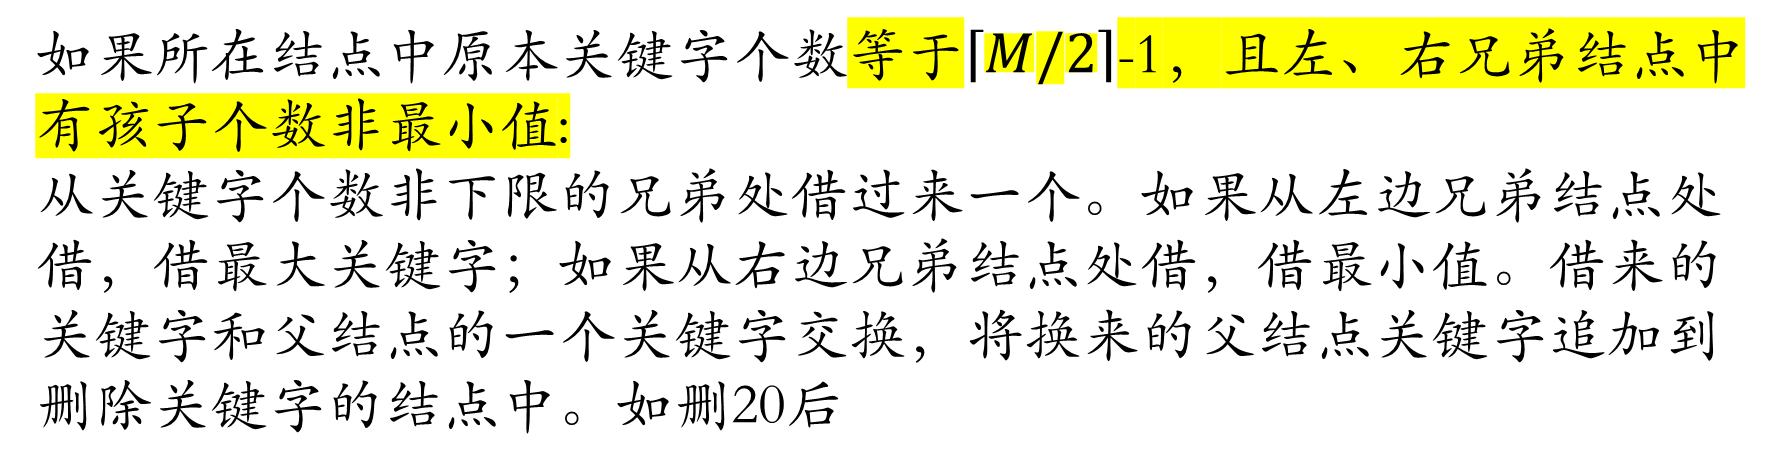 如果所在结点中原本关键字个数等于⌈M/2⌉-1，且左、右兄弟结点中
有孩子个数非最小值:
从关键字个数非下限的兄弟处借过来一个。如果从左边兄弟结点处
借，借最大关键字；如果从右边兄弟结点处借，借最小值。借来的
关键字和父结点的一个关键字交换，将换来的父结点关键字追加到
删除关键字的结点中。如删20后